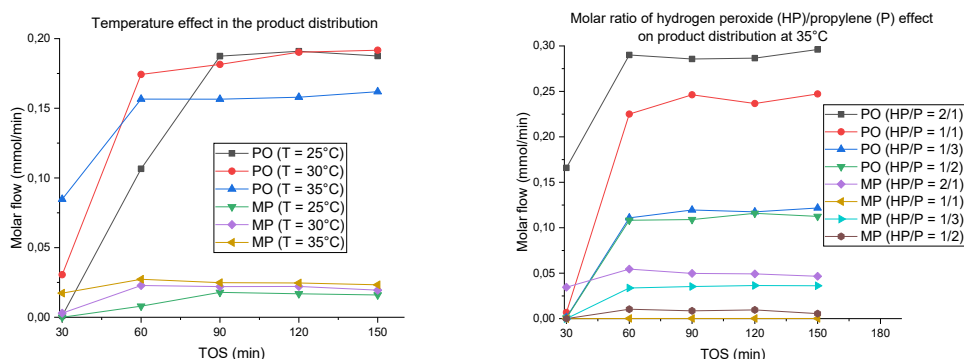 Temperature effect in the product distribution
0,20
0,15
0,10
0,05
0,00
Molar flow (mmol/min)
PO (T = 25°C)
PO (T = 30°C)
PO (T = 35°C)
MP (T = 25°C)
MP (T = 30°C)
MP (T = 35°C)
30 60 90 120 150
TOS (min)
Molar ratio of hydrogen peroxide (HP)/propylene (P) effect
on product distribution at 35°C
0,30
0,25
0,20
0,16
0,10
0,05
0,00
Molar flow (mmol/min)
PO (HP/P = 2/1)
PO (HP/P = 1/1)
PO (HP/P = 1/3)
PO (HP/P = 1/2)
MP (HP/P = 2/1)
MP (HP/P = 1/1)
MP (HP/P = 1/3)
MP (HP/P = 1/2)
30 60 90 120 150 180
TOS (min)